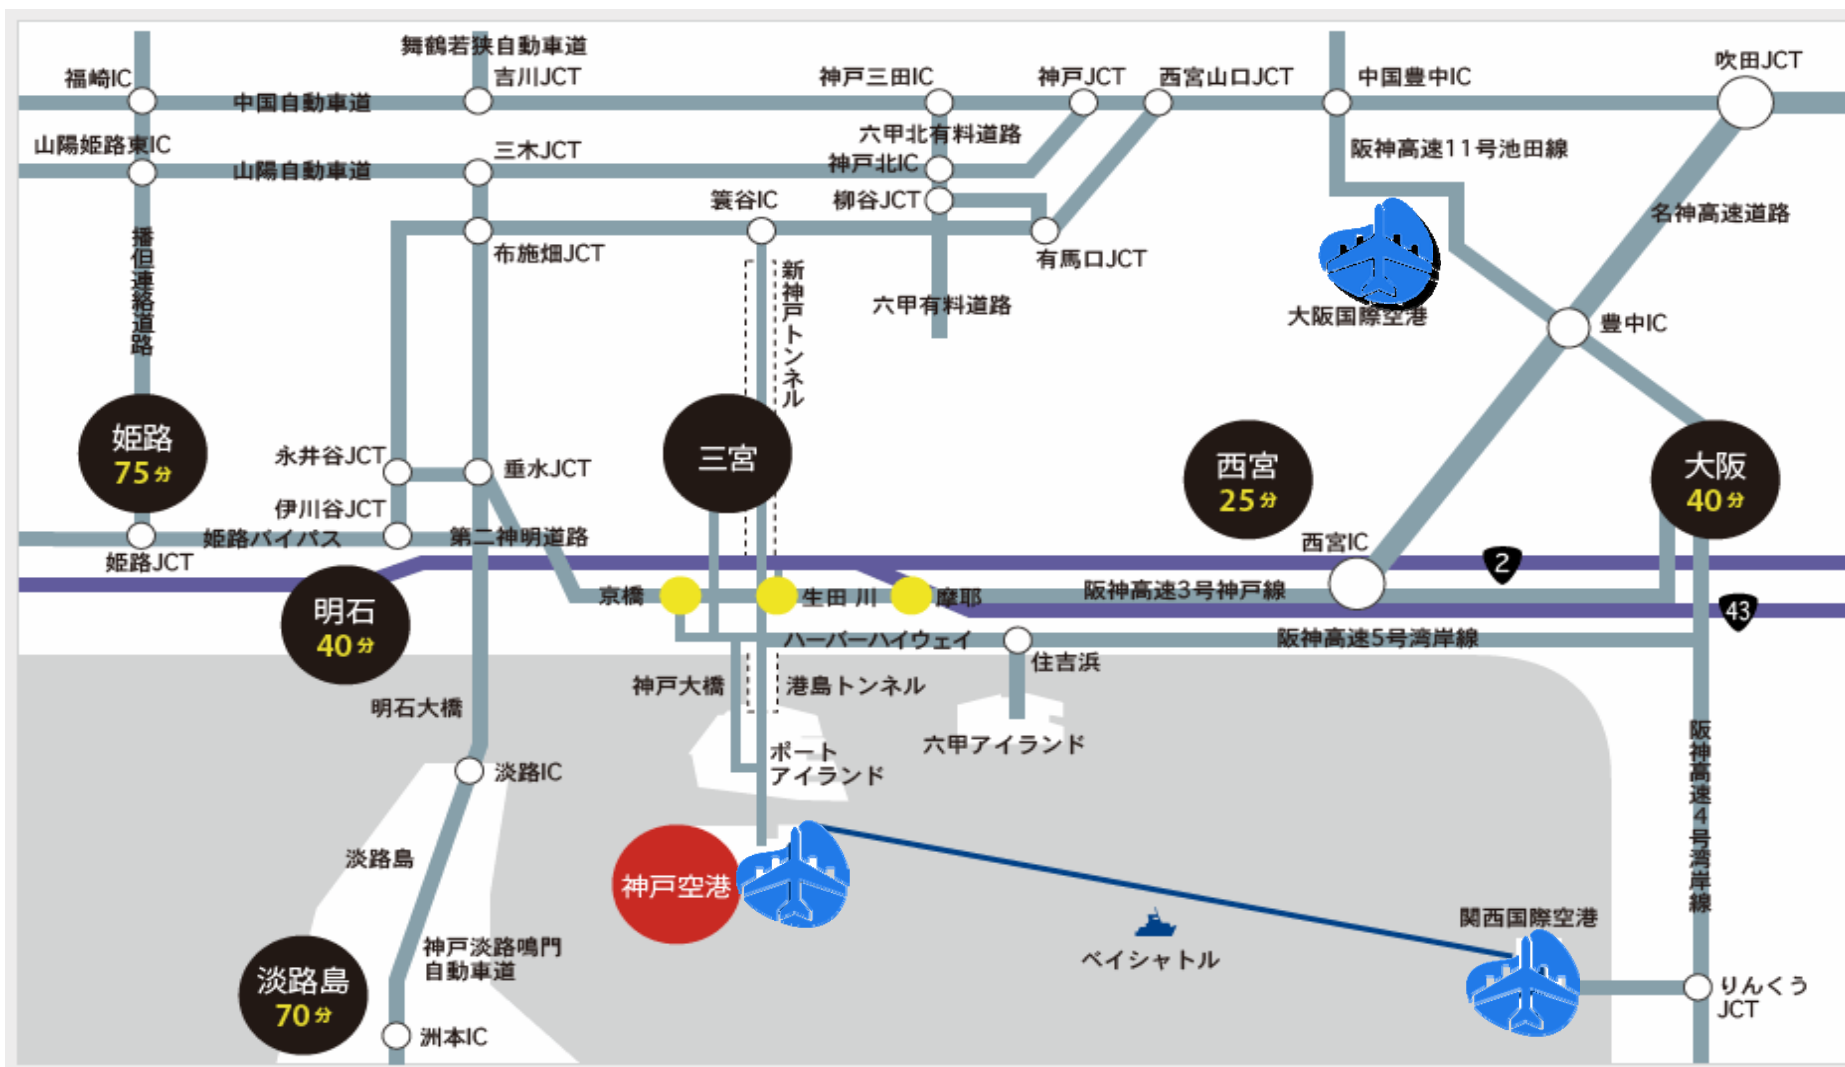 舞鶴若狭自動車道
福崎IC
中国自動車道
吉川JCT
神戸三田IC
神戸JCT
西宮山口JCT
中国豊中IC
吹田JCT
山陽姫路東IC
山陽自動車道
三木JCT
六甲北有料道路
神戸北IC
阪神高速11号池田線
柳谷JCT
簑谷IC
名神高速道路
播但連絡道路
布施畑JCT
新神戸トンネル
有馬口JCT
六甲有料道路
大阪国際空港
豊中IC
姫路
75分
三宮
西宮
25分
大阪
40分
永井谷JCT
垂水JCT
伊川谷JCT
姫路バイパス
第二神明道路
姫路JCT
西宮IC
2
明石
40分
京橋
生田川
摩耶
阪神高速3号神戸線
43
ハーバーハイウェイ
阪神高速5号湾岸線
住吉浜
神戸大橋
港島トンネル
明石大橋
六甲アイランド
ポート
アイランド
淡路IC
阪神高速4号湾岸線
淡路島
神戸空港
関西国際空港
ベイシャトル
神戸淡路鳴門
自動車道
淡路島
70分
りんくう
JCT
洲本IC